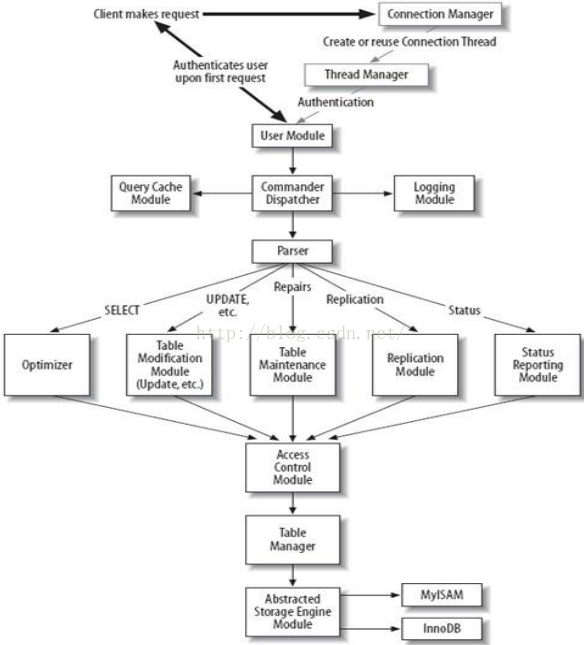 Client makes request
Connection Manager
Create or reuse Connection Thread
Authenticates user
upon first request
Thread Manager
Authentication
User Module
Query Cache
Module
Commander
Dispatcher
Logging
Module
Parser
SELECT
UPDATE,
etc.
Repairs
Replication
Status
http://blog.csdn.net/
Optimizer
Table
Modification
Module
(Update, etc.)
Table
Maintenance
Module
Replication
Module
Status
Reporting
Module
Access
Control
Module
Table
Manager
Abstracted
Storage Engine
Module
MyISAM
InnoDB